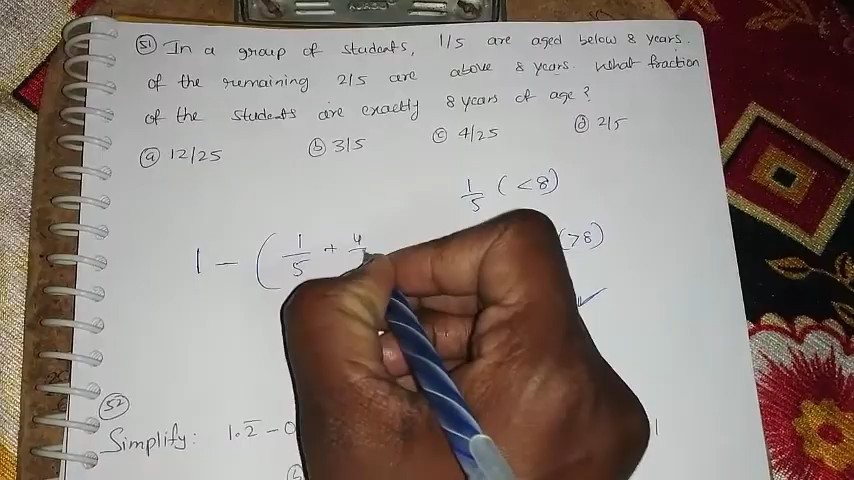 51 In a group of students, 1/5 are aged below 8 years.
of the remaining 2/5 are above 8 years. What fraction
of the students are exactly 8 years of age?
a 12/25 b 3/5 c 4/25 d 2/5
1/5 (<8)
(>8)
1 - ( 1/5 + 4/
52
Simplify: 1.2̅ - 0